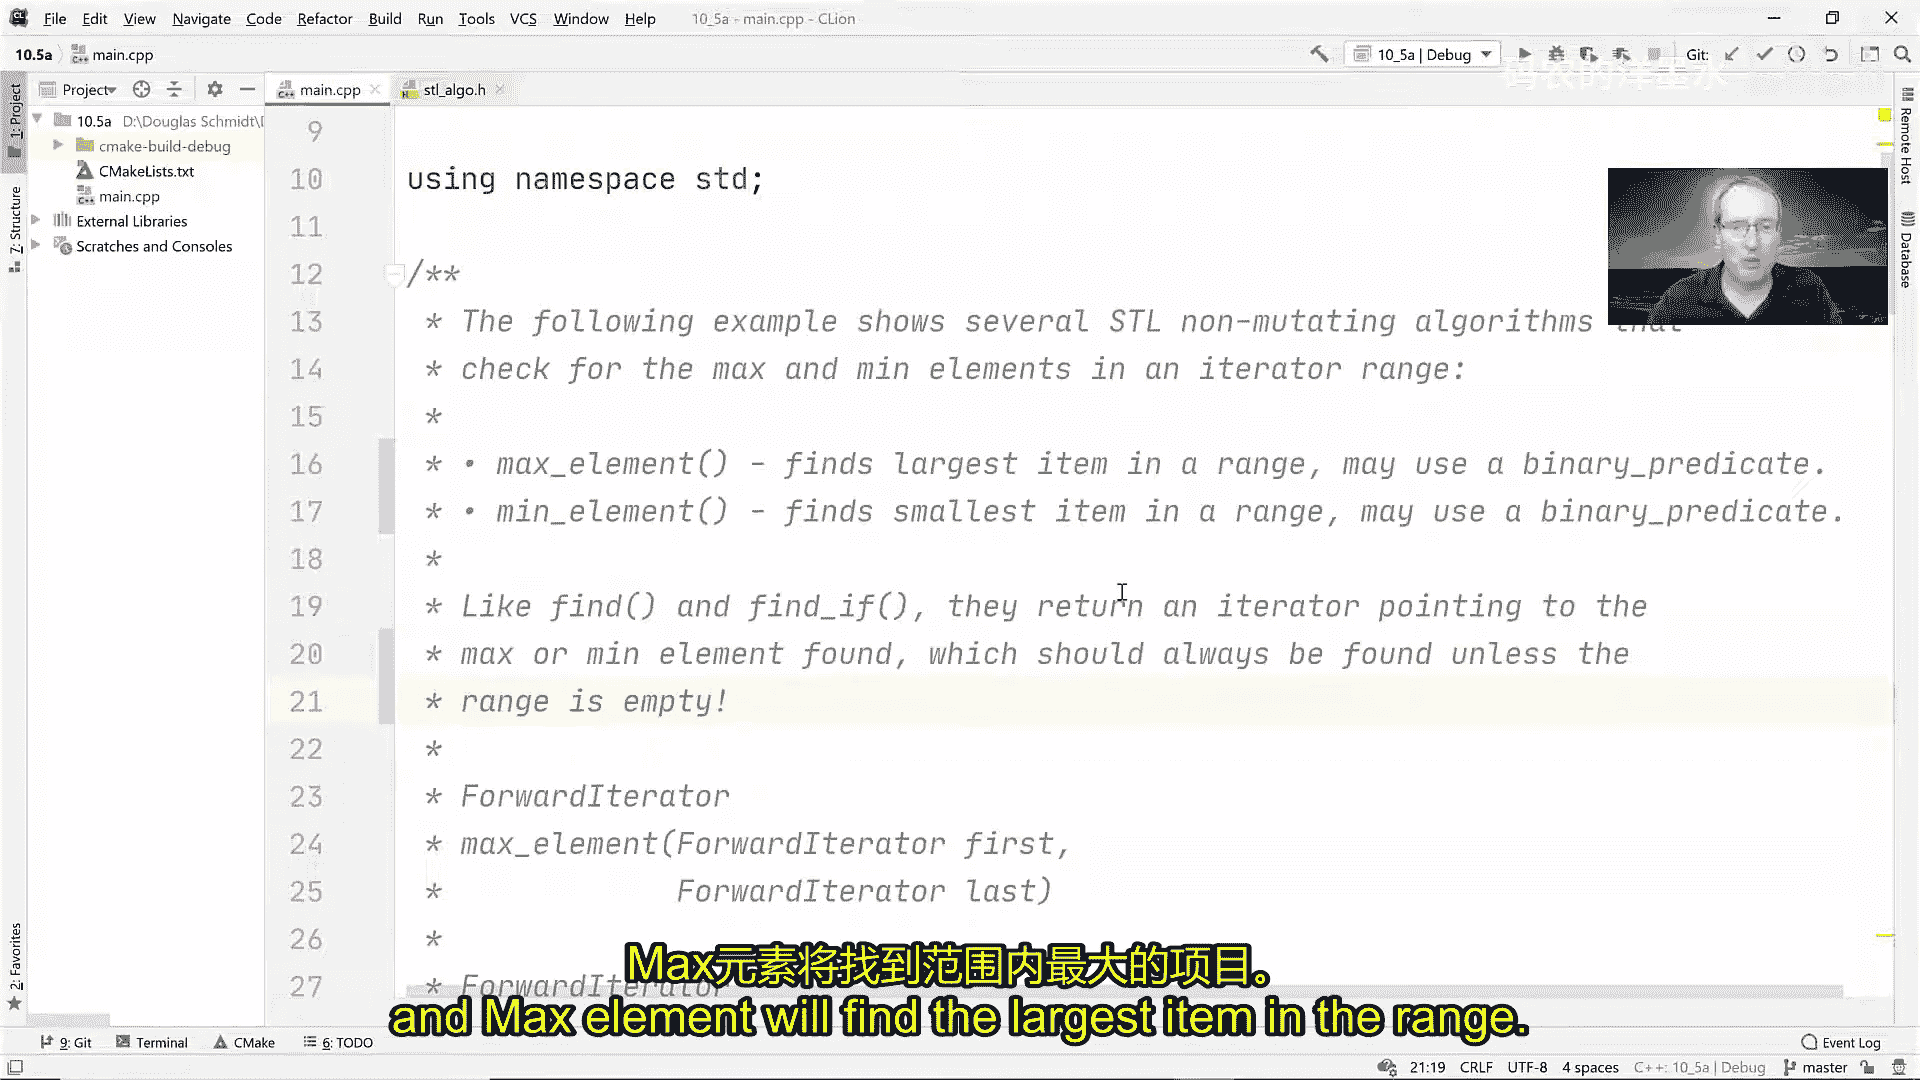 File Edit View Navigate Code Refactor Build Run Tools VCS Window Help 10_5a - main.cpp - CLion
10.5a main.cpp 10_5a | Debug Git:
码农的洋墨水
1: Project
7: Structure
2: Favorites
Remote Host
Database
Project
main.cpp
stl_algo.h
10.5a D:\Douglas Schmidt\
cmake-build-debug
CMakeLists.txt
main.cpp
External Libraries
Scratches and Consoles
9
10 using namespace std;
11
12 /**
13 * The following example shows several STL non-mutating algorithms that
14 * check for the max and min elements in an iterator range:
15 *
16 * • max_element() - finds largest item in a range, may use a binary_predicate.
17 * • min_element() - finds smallest item in a range, may use a binary_predicate.
18 *
19 * Like find() and find_if(), they return an iterator pointing to the
20 * max or min element found, which should always be found unless the
21 * range is empty!
22 *
23 * ForwardIterator
24 * max_element(ForwardIterator first,
25 * ForwardIterator last)
26 *
27 * ForwardIterator
Max元素将找到范围内最大的项目。
and Max element will find the largest item in the range.
9: Git Terminal CMake 6: TODO Event Log
21:19 CRLF UTF-8 4 spaces C++: 10_5a | Debug master